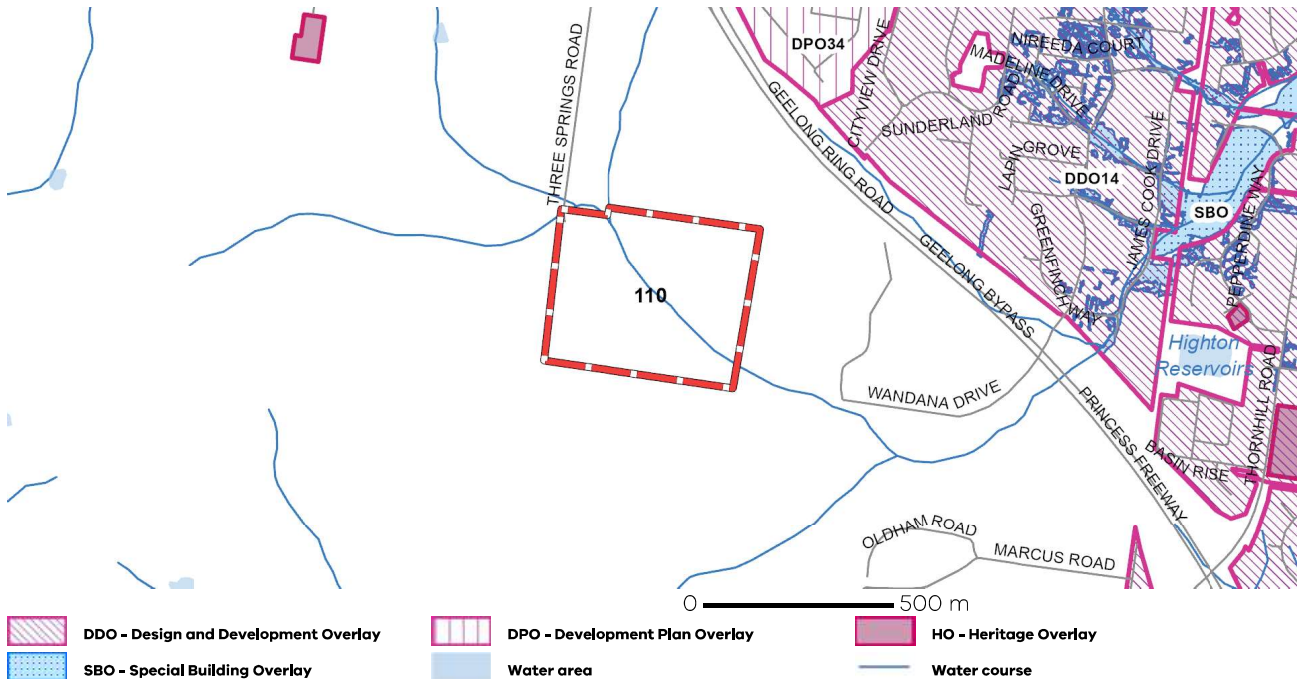 DPO34
CITYVIEW DRIVE
NIREEDA COURT
MADELINE DRIVE
SUNDERLAND ROAD
THREE SPRINGS ROAD
GEELONG RING ROAD
LAPIN
GROVE
DDO14
JAMES COOK DRIVE
SBO
PEPPERDINE WAY
GREENFINCH WAY
GEELONG BYPASS
110
Highton
Reservoirs
WANDANA DRIVE
PRINCESS FREEWAY
THORNHILL ROAD
BASIN RISE
OLDHAM ROAD
MARCUS ROAD
0 500 m
DDO - Design and Development Overlay
DPO - Development Plan Overlay
HO - Heritage Overlay
SBO - Special Building Overlay
Water area
Water course